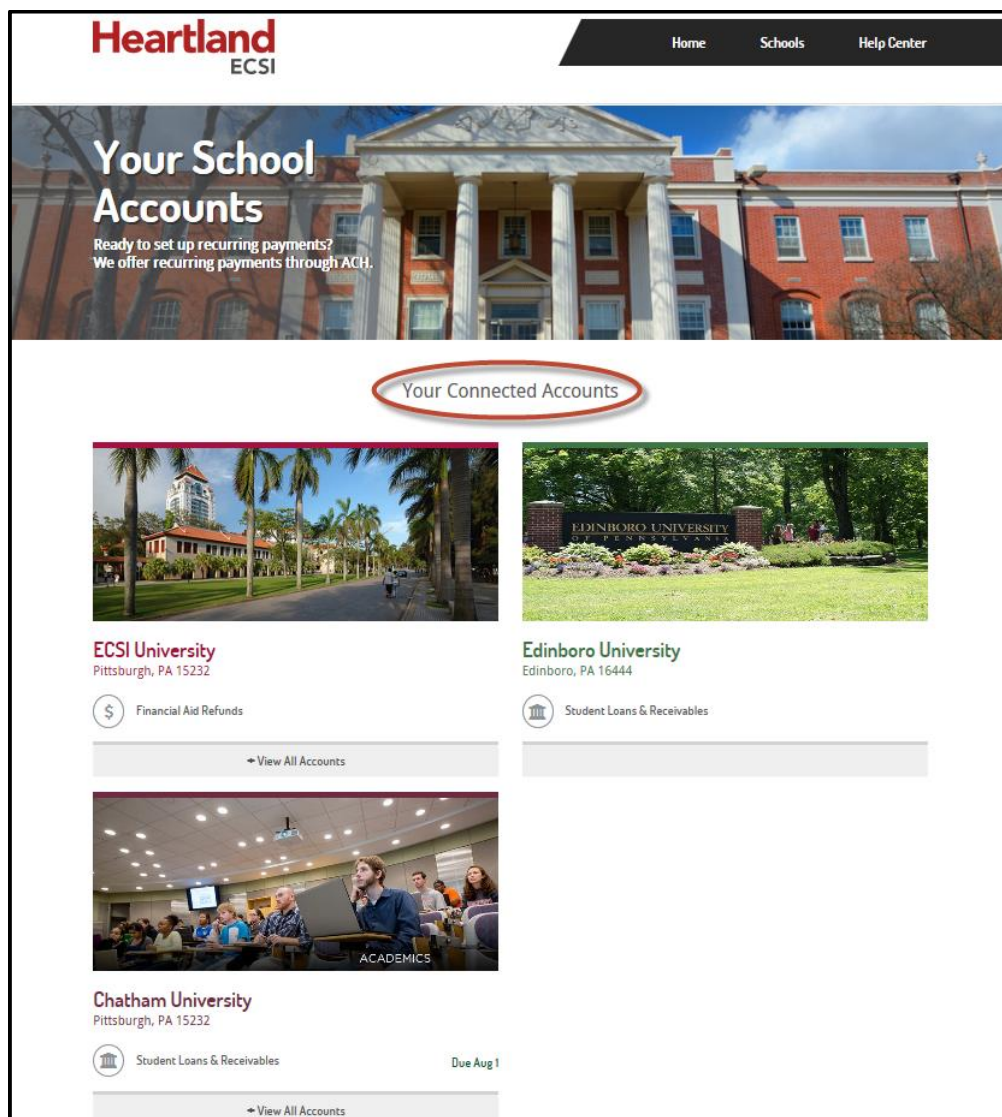 Heartland
ECSI
Home Schools Help Center
Your School
Accounts
Ready to set up recurring payments?
We offer recurring payments through ACH.
Your Connected Accounts
EDINBORO UNIVERSITY
OF PENNSYLVANIA
ECSI University
Pittsburgh, PA 15232
$ Financial Aid Refunds
View All Accounts
Edinboro University
Edinboro, PA 16444
Student Loans & Receivables
ACADEMICS
Chatham University
Pittsburgh, PA 15232
Student Loans & Receivables Due Aug 1
View All Accounts